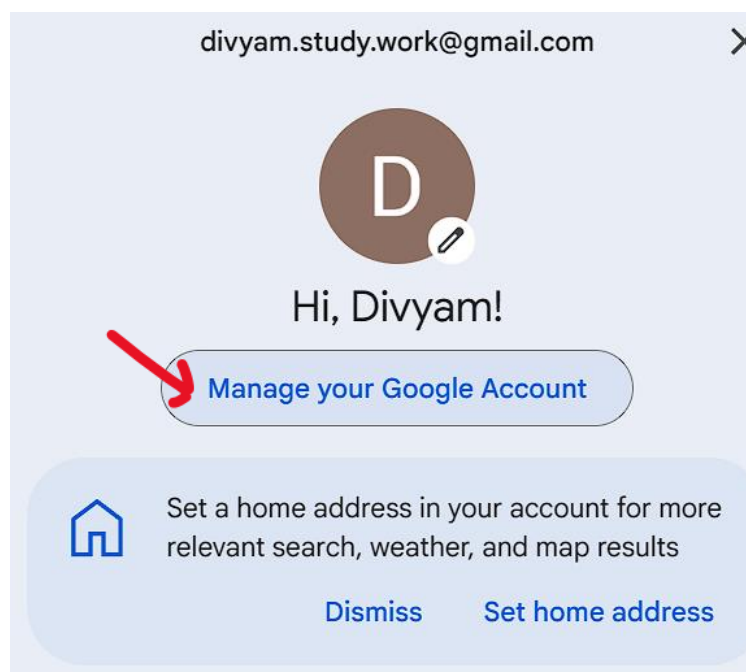 divyam.study.work@gmail.com
D
Hi, Divyam!
Manage your Google Account
Set a home address in your account for more
relevant search, weather, and map results
Dismiss Set home address